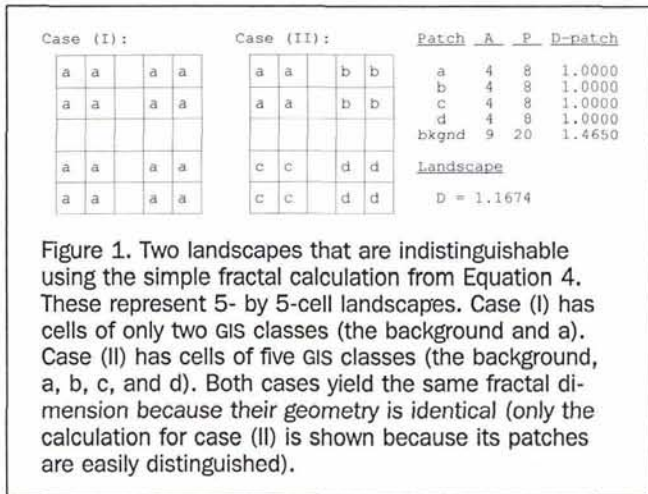 Case (I): Case (II): Patch A P D-patch
a a a a a a b b a 4 8 1.0000
a a a a a a b b b 4 8 1.0000
c 4 8 1.0000
d 4 8 1.0000
bkgnd 9 20 1.4650
a a a a c c d d Landscape
a a a a c c d d D = 1.1674
Figure 1. Two landscapes that are indistinguishable
using the simple fractal calculation from Equation 4.
These represent 5- by 5-cell landscapes. Case (I) has
cells of only two GIS classes (the background and a).
Case (II) has cells of five GIS classes (the background,
a, b, c, and d). Both cases yield the same fractal di-
mension because their geometry is identical (only the
calculation for case (II) is shown because its patches
are easily distinguished).